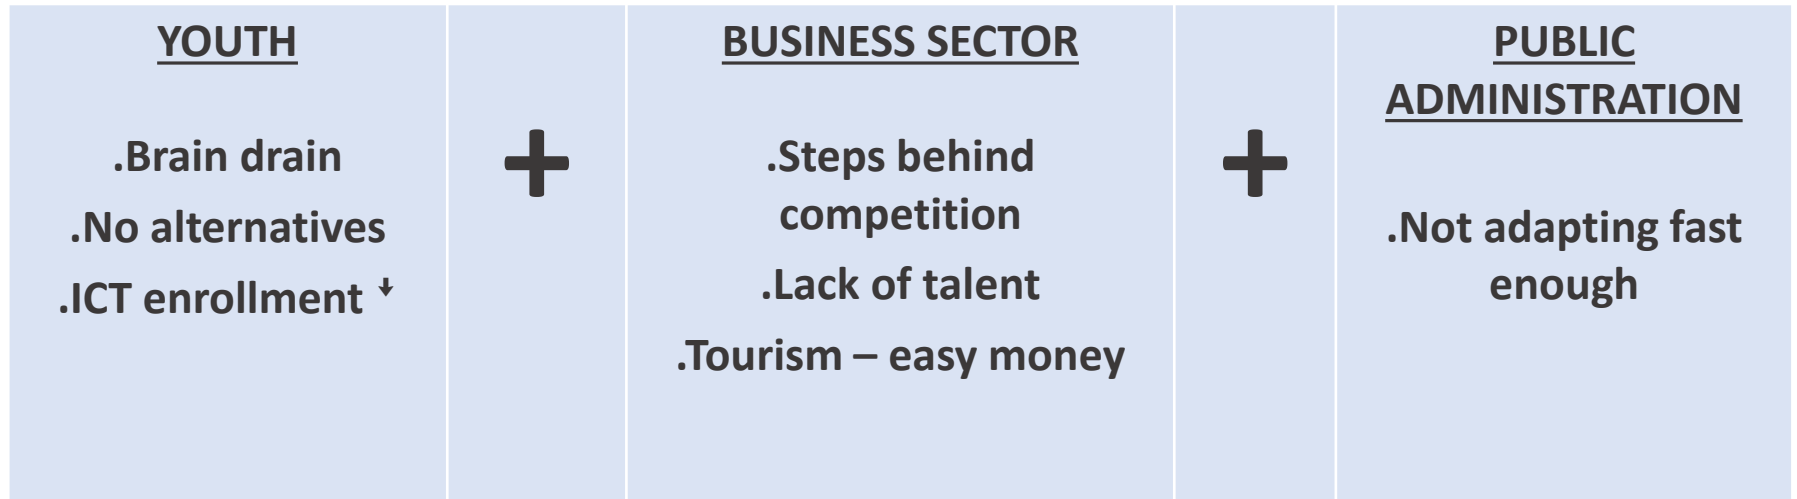 YOUTH
.Brain drain
.No alternatives
.ICT enrollment ↓
+
BUSINESS SECTOR
.Steps behind
competition
.Lack of talent
.Tourism – easy money
+
PUBLIC
ADMINISTRATION
.Not adapting fast
enough